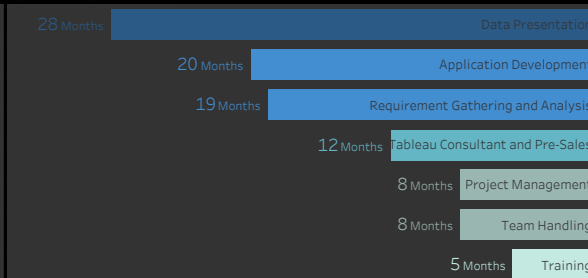 28 Months Data Presentation
20 Months Application Development
19 Months Requirement Gathering and Analysis
12 Months Tableau Consultant and Pre-Sales
8 Months Project Management
8 Months Team Handling
5 Months Training